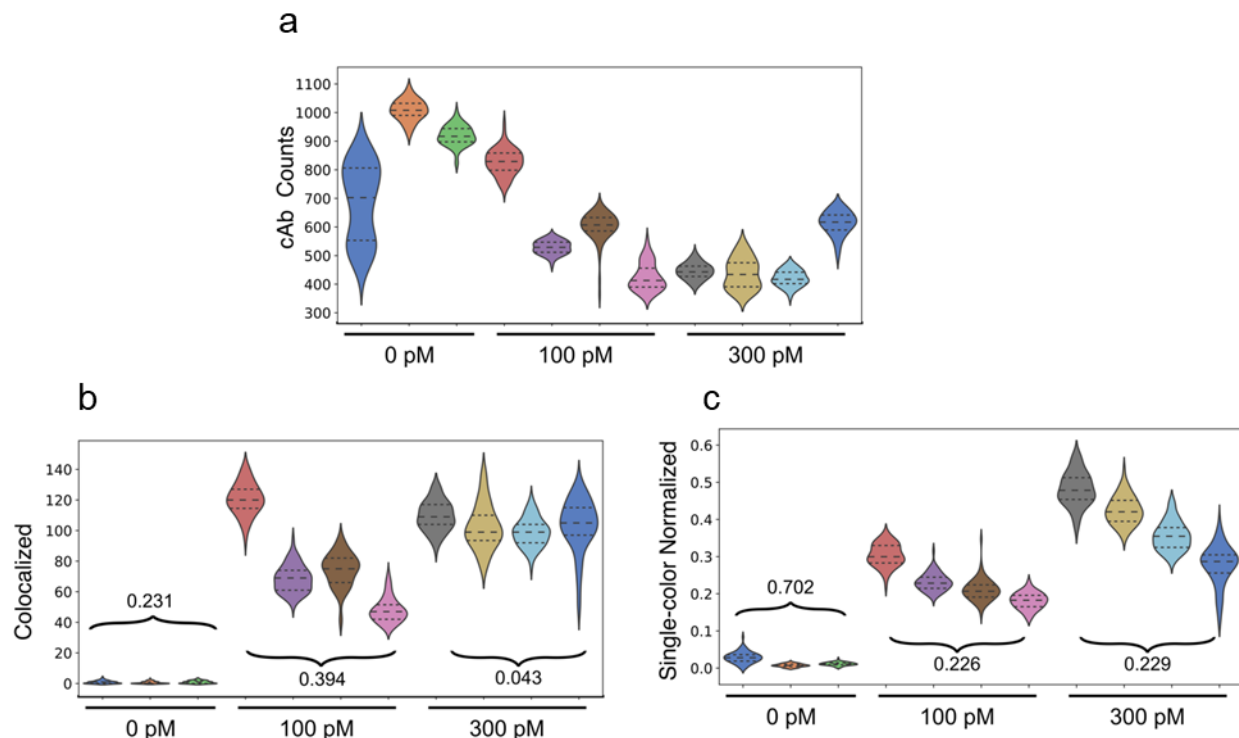 a
cAb Counts
1100
1000
900
800
700
600
500
400
300
0 pM
100 pM
300 pM
b
Colocalized
140
120
100
80
60
40
20
0
0.231
0.394
0.043
0 pM
100 pM
300 pM
c
Single-color Normalized
0.6
0.5
0.4
0.3
0.2
0.1
0.0
0.702
0.226
0.229
0 pM
100 pM
300 pM